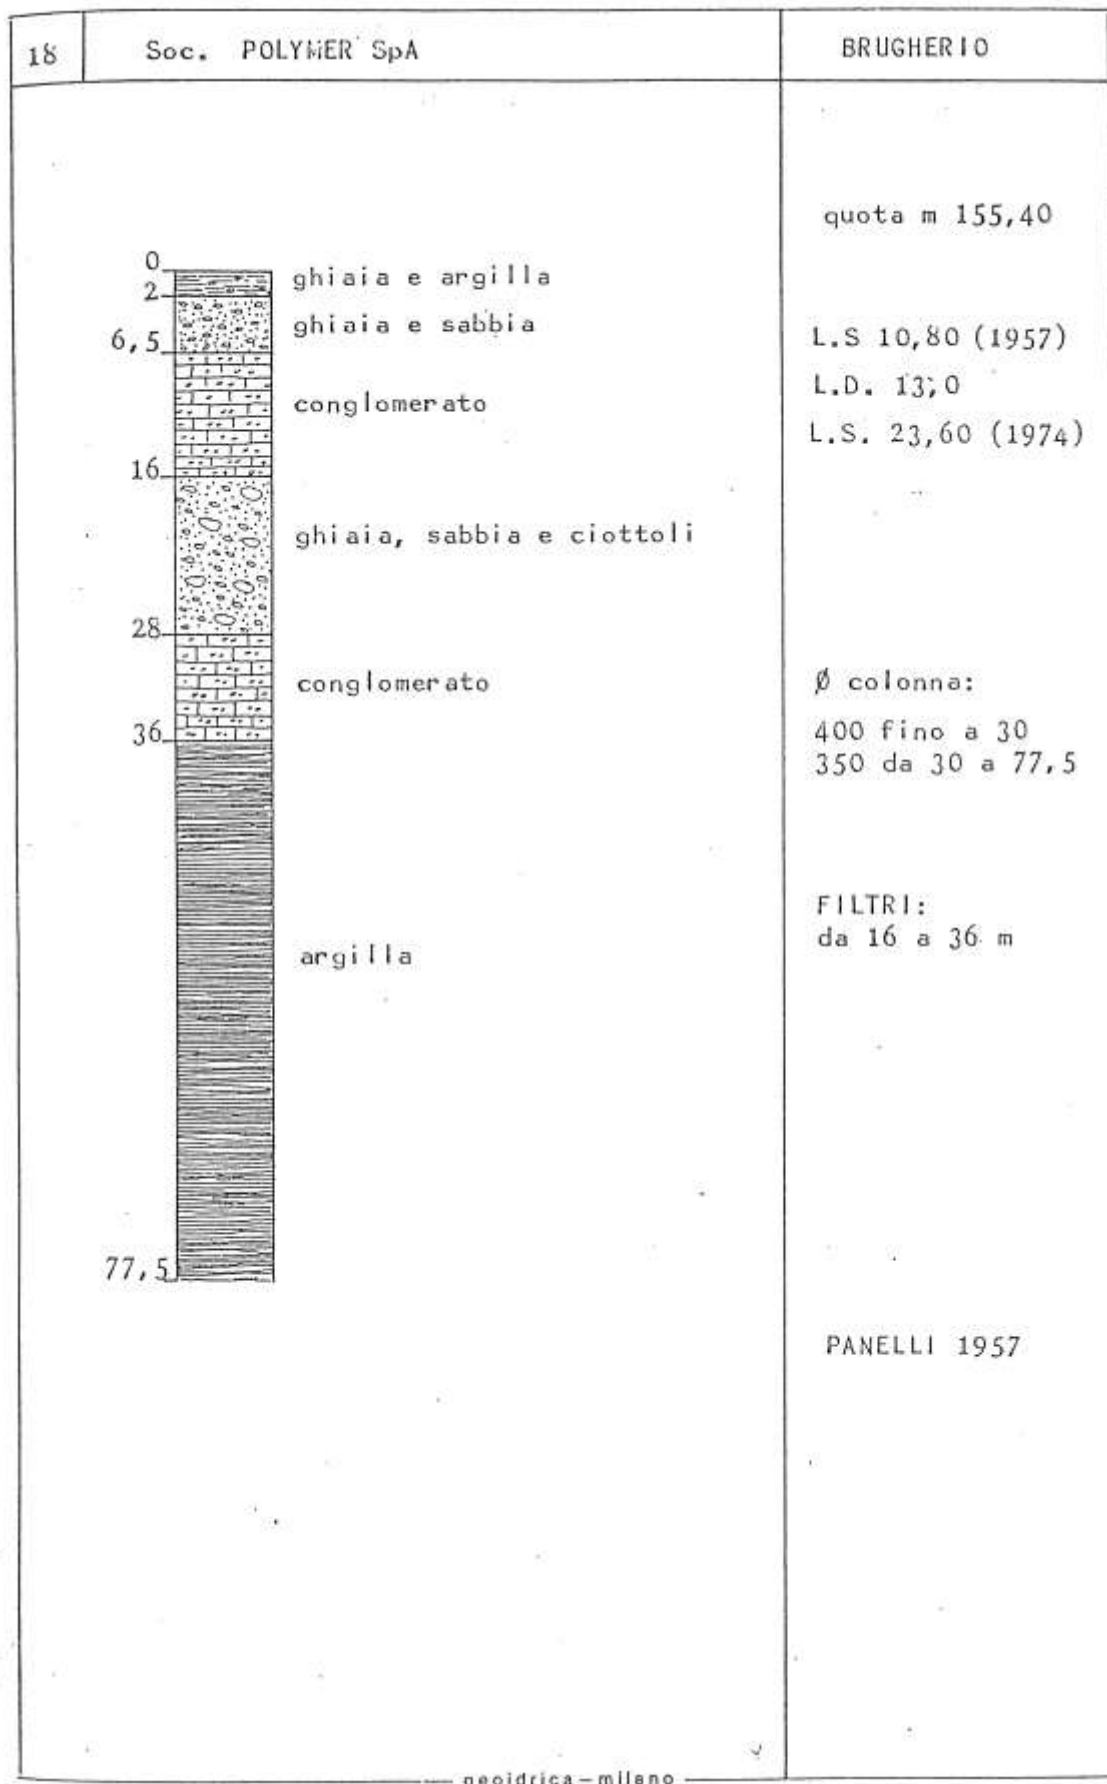 18
Soc. POLYMER SpA
BRUGHERIO
quota m 155,40
0
ghiaia e argilla
2
ghiaia e sabbia
6,5
L.S 10,80 (1957)
L.D. 13,0
conglomerato
L.S. 23,60 (1974)
16
ghiaia, sabbia e ciottoli
28
conglomerato
Ø colonna:
36
400 fino a 30
350 da 30 a 77,5
FILTRI:
da 16 a 36 m
argilla
77,5
PANELLI 1957
geoidrica - milano